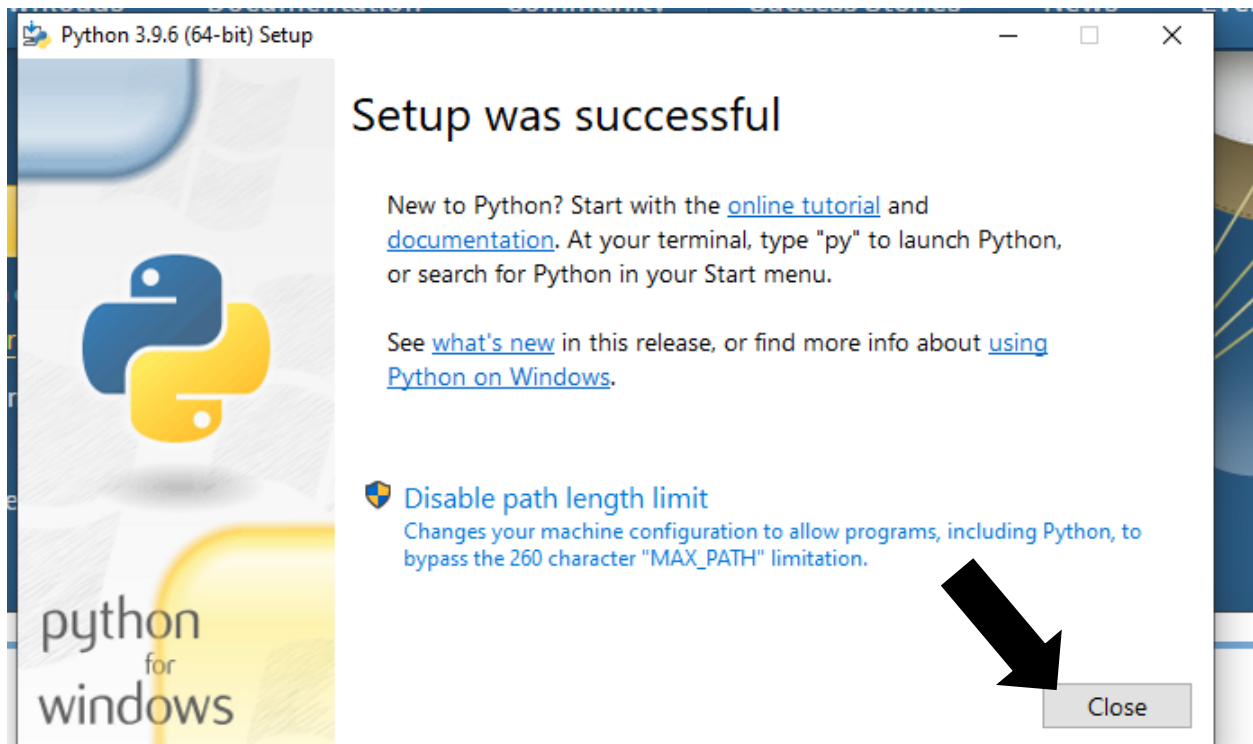 Python 3.9.6 (64-bit) Setup
Setup was successful
New to Python? Start with the online tutorial and
documentation. At your terminal, type "py" to launch Python,
or search for Python in your Start menu.
See what's new in this release, or find more info about using
Python on Windows.
Disable path length limit
Changes your machine configuration to allow programs, including Python, to
bypass the 260 character "MAX_PATH" limitation.
python
for
windows
Close